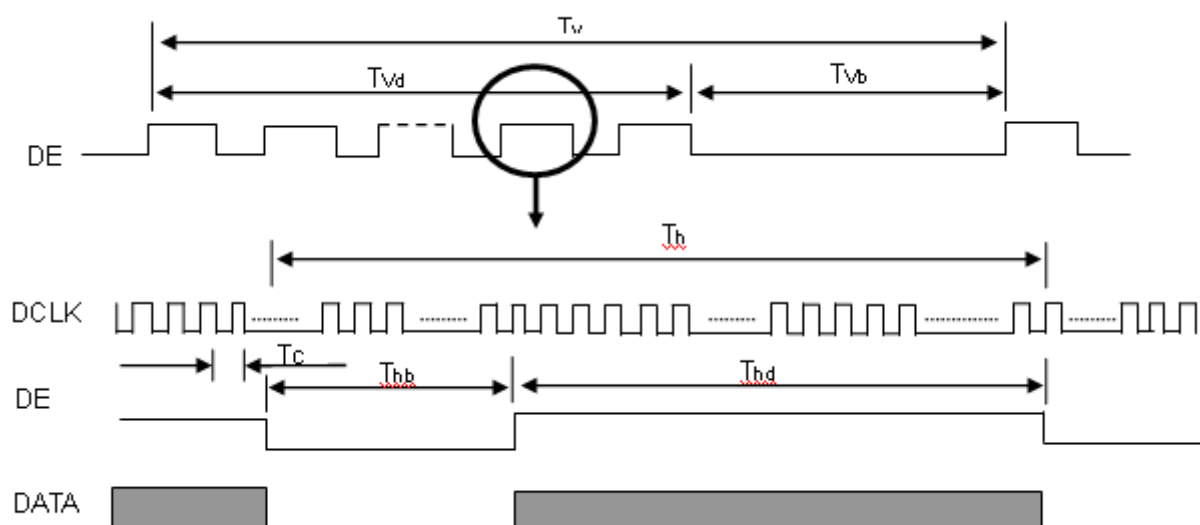 Tv
Tvd
Tvb
DE
Th
DCLK
Tc
Thb
Thd
DE
DATA